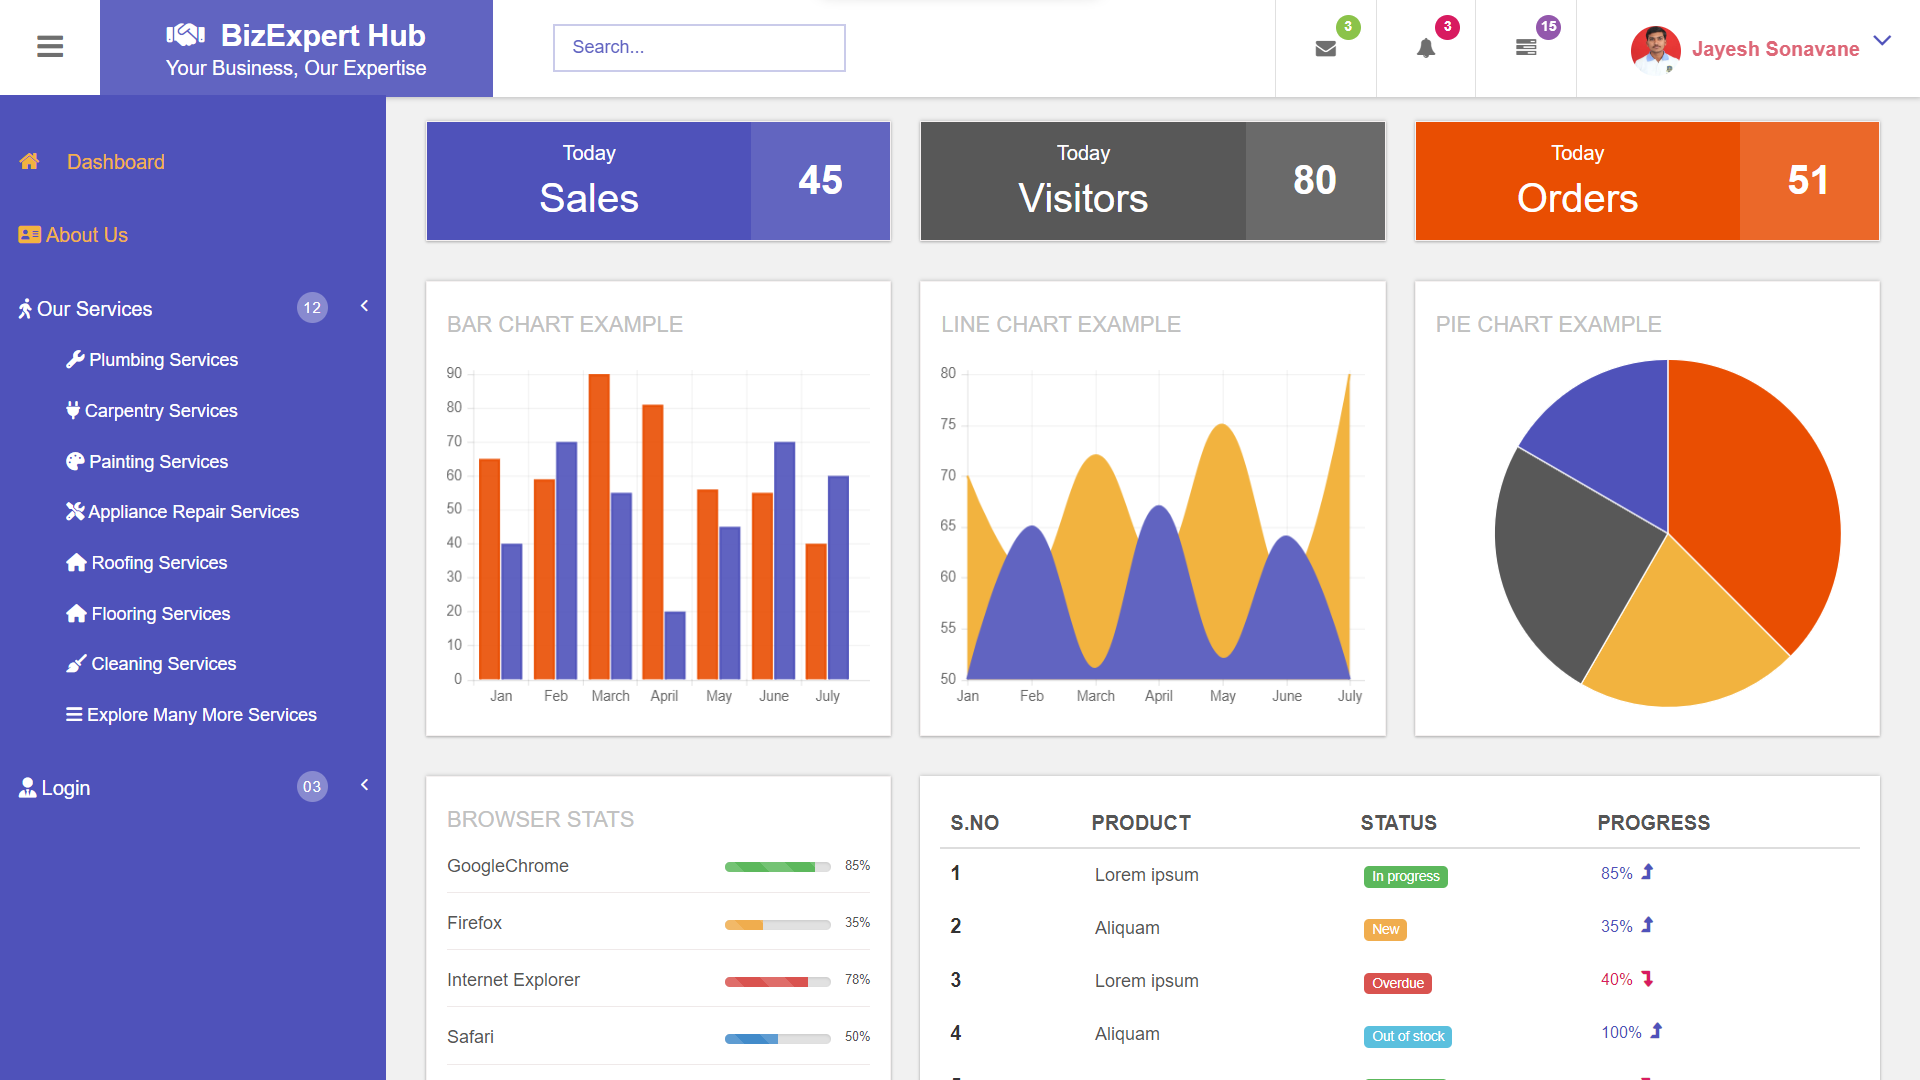 BizExpert Hub
Your Business, Our Expertise
Search...
3
3
15
Jayesh Sonavane
Dashboard
About Us
Our Services 12
Plumbing Services
Carpentry Services
Painting Services
Appliance Repair Services
Roofing Services
Flooring Services
Cleaning Services
Explore Many More Services
Login 03
Today
Sales
45
Today
Visitors
80
Today
Orders
51
BAR CHART EXAMPLE
90
80
70
60
50
40
30
20
10
0
Jan Feb March April May June July
LINE CHART EXAMPLE
80
75
70
65
60
55
50
Jan Feb March April May June July
PIE CHART EXAMPLE
BROWSER STATS
GoogleChrome 85%
Firefox 35%
Internet Explorer 78%
Safari 50%
S.NO PRODUCT STATUS PROGRESS
1 Lorem ipsum In progress 85%
2 Aliquam New 35%
3 Lorem ipsum Overdue 40%
4 Aliquam Out of stock 100%